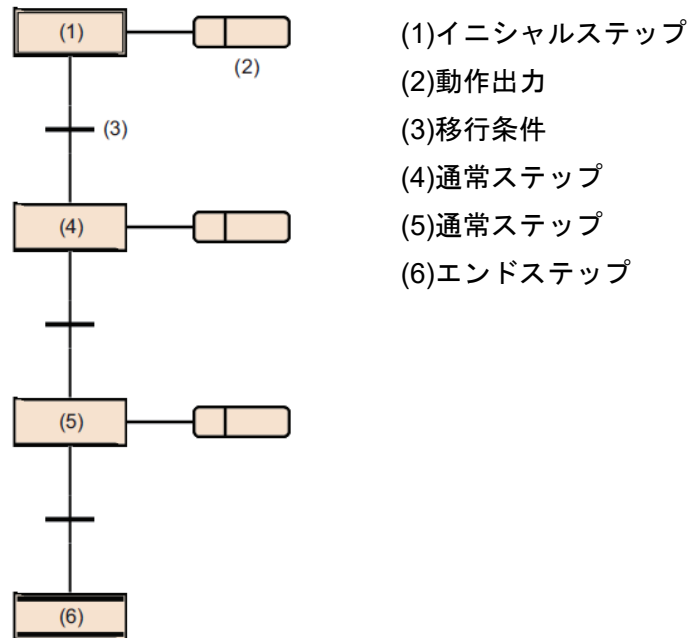 (1)
(2)
(3)
(4)
(5)
(6)
(1)イニシャルステップ
(2)動作出力
(3)移行条件
(4)通常ステップ
(5)通常ステップ
(6)エンドステップ